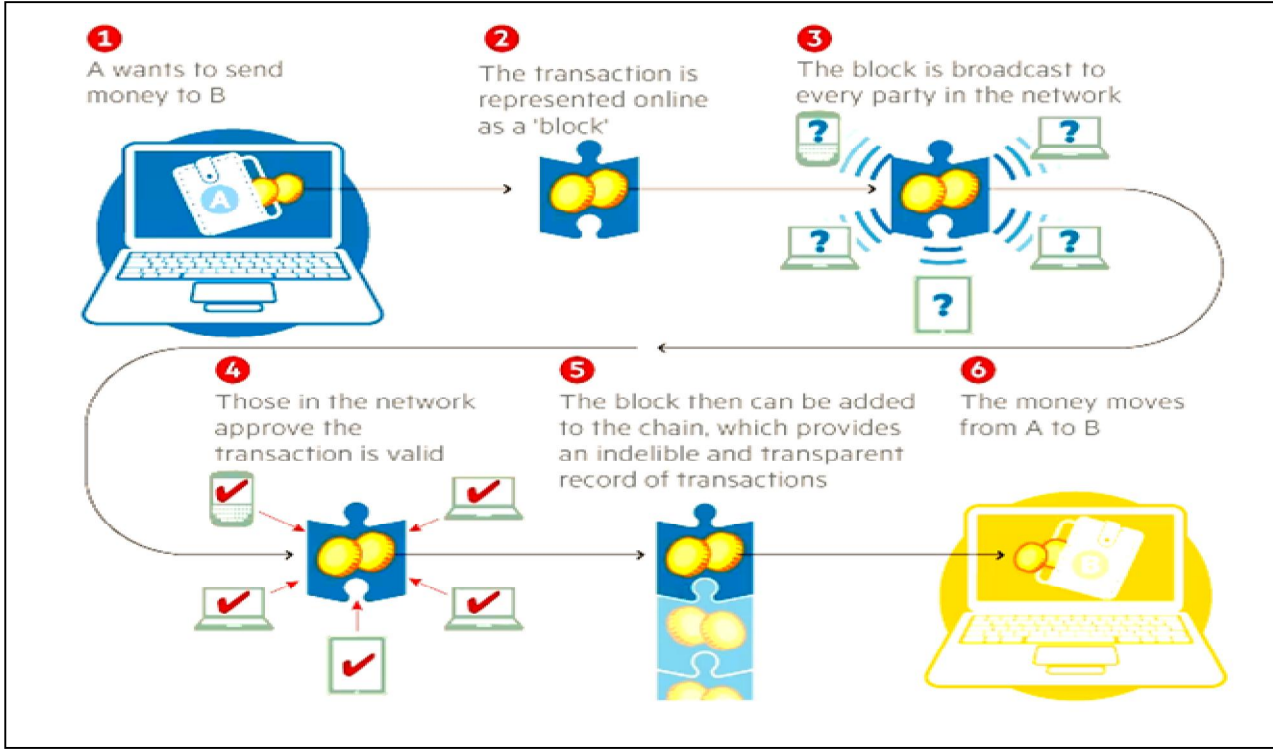 1
A wants to send
money to B
A
2
The transaction is
represented online
as a 'block'
3
The block is broadcast to
every party in the network
?
?
?
?
?
4
Those in the network
approve the
transaction is valid
5
The block then can be added
to the chain, which provides
an indelible and transparent
record of transactions
6
The money moves
from A to B
B